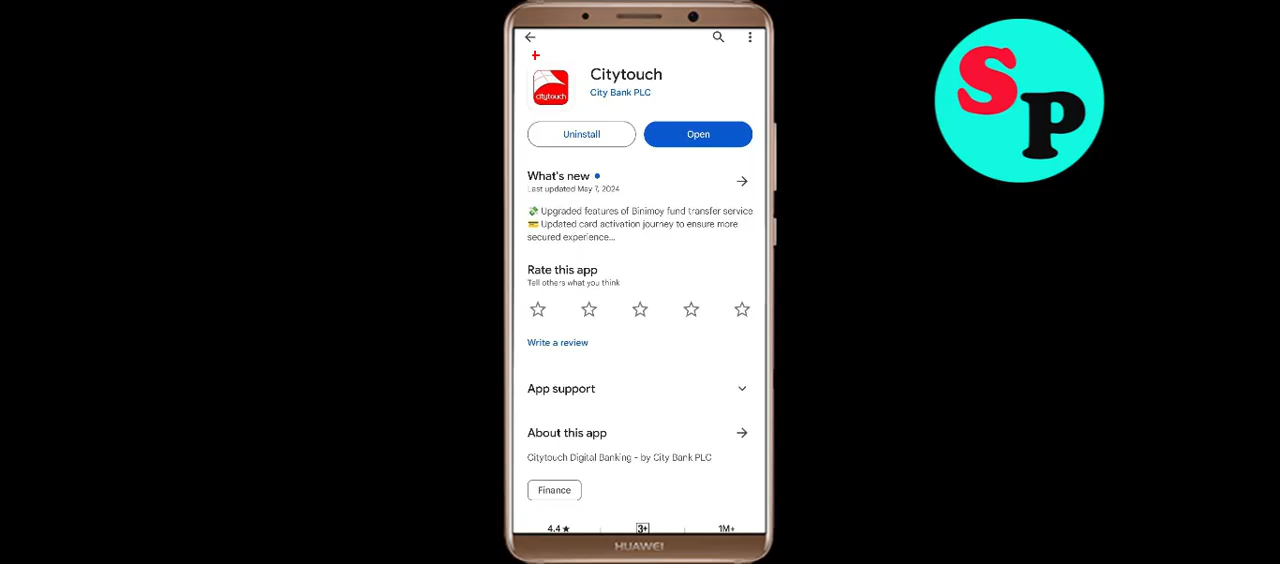 Citytouch
citytouch
City Bank PLC
Uninstall
Open
What's new
Last updated May 7, 2024
💸 Upgraded features of Binimoy fund transfer service
💳 Updated card activation journey to ensure more
secured experience...
Rate this app
Tell others what you think
Write a review
App support
About this app
Citytouch Digital Banking - by City Bank PLC
Finance
4.4★
3+
1M+
HUAWEI
SP